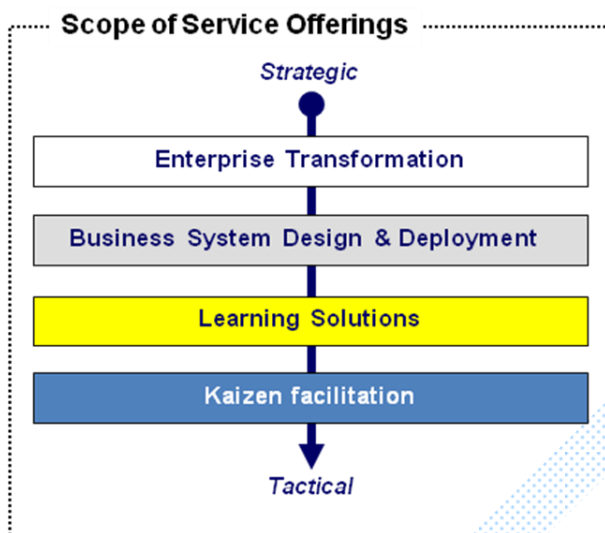 Scope of Service Offerings
Strategic
Enterprise Transformation
Business System Design & Deployment
Learning Solutions
Kaizen facilitation
Tactical